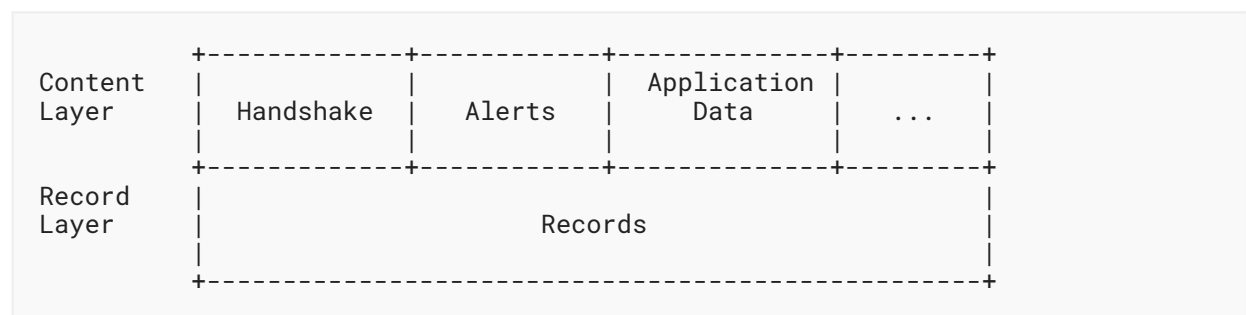 +-------------+------------+--------------+---------+
Content     |             |            |  Application |         |
Layer       |  Handshake  |   Alerts   |     Data     |   ...   |
            |             |            |              |         |
            +-------------+------------+--------------+---------+
Record      |                                                   |
Layer       |                      Records                      |
            |                                                   |
            +---------------------------------------------------+